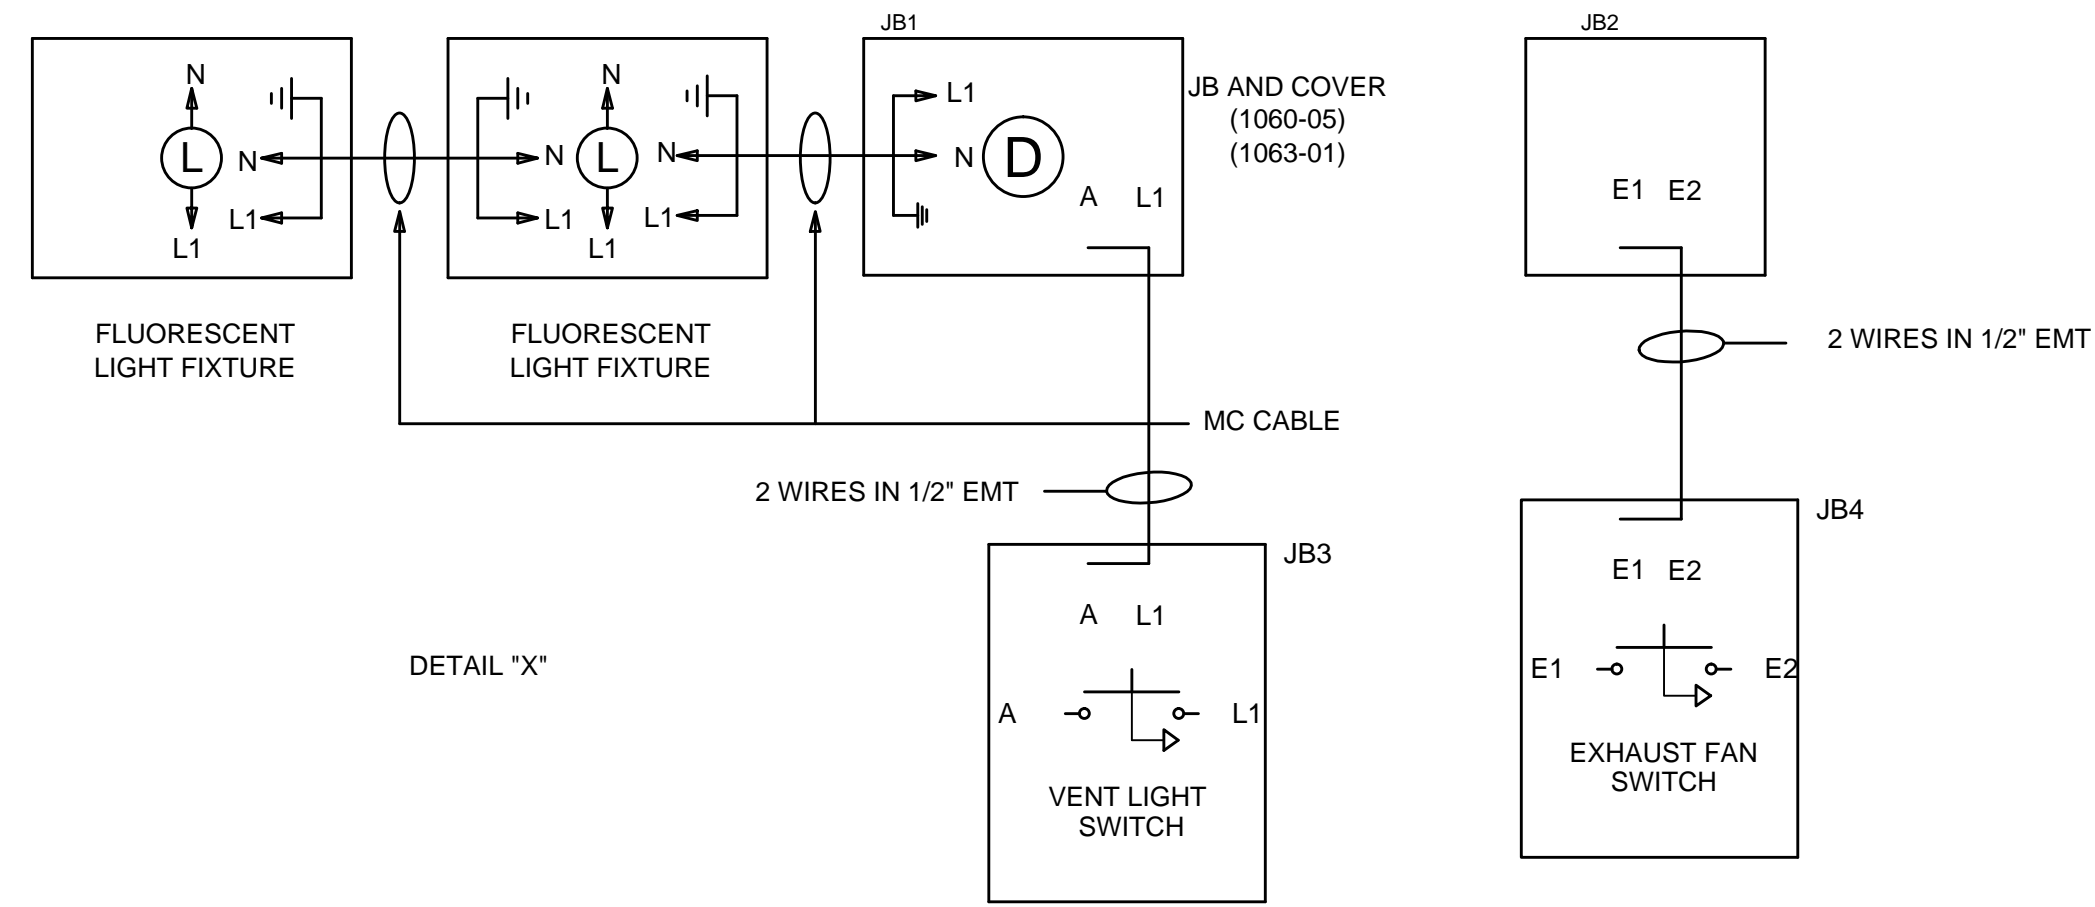 JB1
JB2
N
L
N
L1
L1
FLUORESCENT
LIGHT FIXTURE
N
N
L
N
L1
L1
L1
FLUORESCENT
LIGHT FIXTURE
L1
N
D
A L1
JB AND COVER
(1060-05)
(1063-01)
E1 E2
2 WIRES IN 1/2" EMT
MC CABLE
2 WIRES IN 1/2" EMT
JB3
A L1
A L1
VENT LIGHT
SWITCH
JB4
E1 E2
E1 E2
EXHAUST FAN
SWITCH
DETAIL "X"